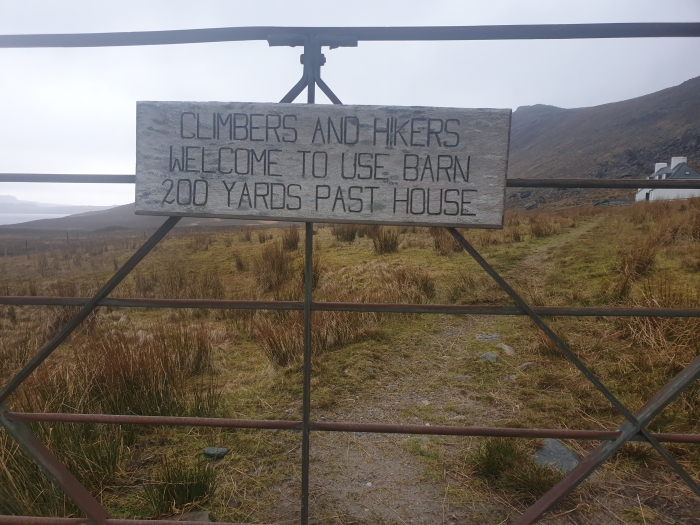 CLIMBERS AND HIKERS
WELCOME TO USE BARN
200 YARDS PAST HOUSE